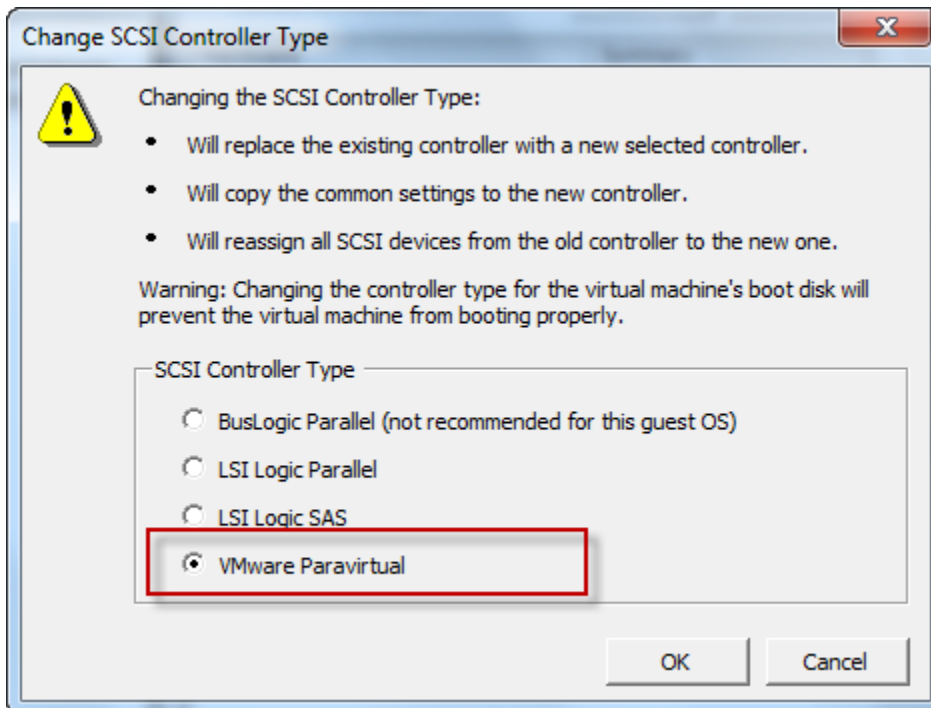 Change SCSI Controller Type
Changing the SCSI Controller Type:
• Will replace the existing controller with a new selected controller.
• Will copy the common settings to the new controller.
• Will reassign all SCSI devices from the old controller to the new one.
Warning: Changing the controller type for the virtual machine's boot disk will
prevent the virtual machine from booting properly.
SCSI Controller Type
BusLogic Parallel (not recommended for this guest OS)
LSI Logic Parallel
LSI Logic SAS
VMware Paravirtual
OK Cancel